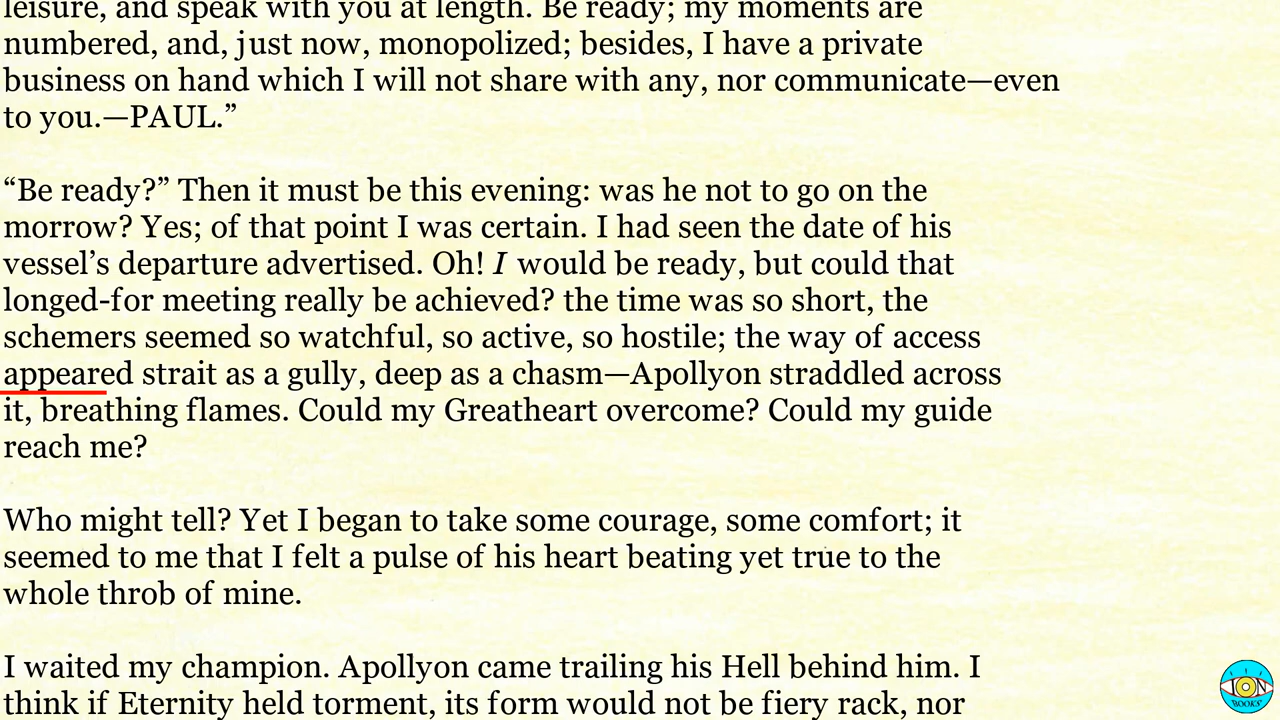 leisure, and speak with you at length. Be ready; my moments are
numbered, and, just now, monopolized; besides, I have a private
business on hand which I will not share with any, nor communicate—even
to you.—PAUL.”
“Be ready?” Then it must be this evening: was he not to go on the
morrow? Yes; of that point I was certain. I had seen the date of his
vessel’s departure advertised. Oh! I would be ready, but could that
longed-for meeting really be achieved? the time was so short, the
schemers seemed so watchful, so active, so hostile; the way of access
appeared strait as a gully, deep as a chasm—Apollyon straddled across
it, breathing flames. Could my Greatheart overcome? Could my guide
reach me?
Who might tell? Yet I began to take some courage, some comfort; it
seemed to me that I felt a pulse of his heart beating yet true to the
whole throb of mine.
I waited my champion. Apollyon came trailing his Hell behind him. I
think if Eternity held torment, its form would not be fiery rack, nor
ION
BOOKS